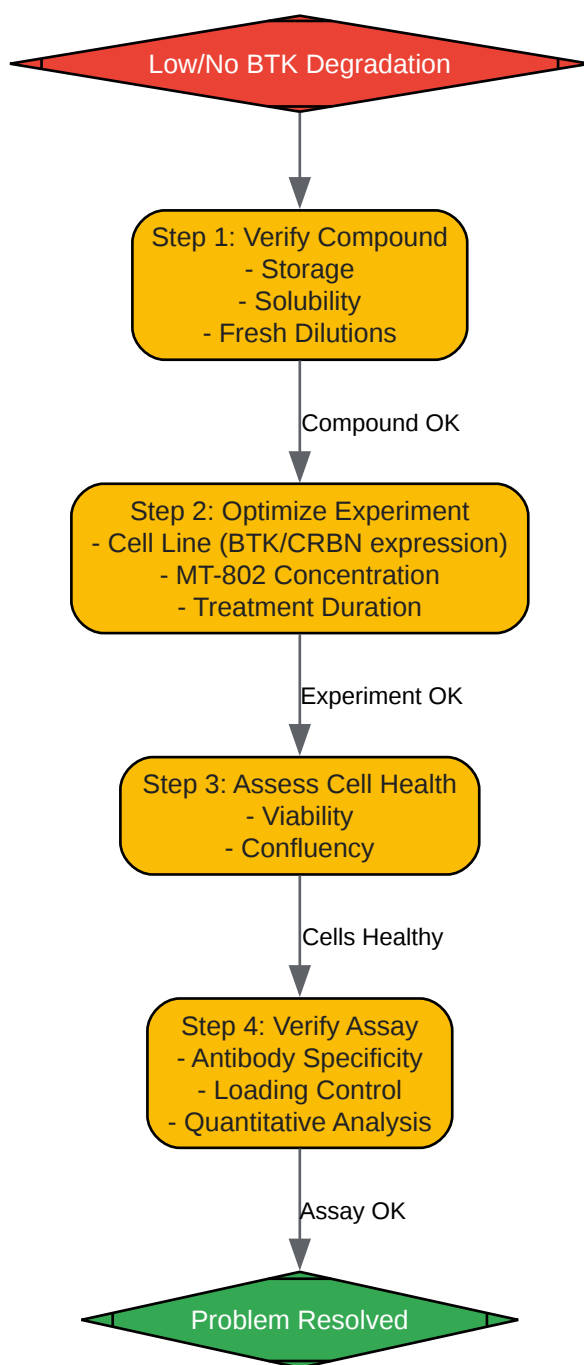 Low/No BTK Degradation
Step 1: Verify Compound
- Storage
- Solubility
- Fresh Dilutions
Compound OK
Step 2: Optimize Experiment
- Cell Line (BTK/CRBN expression)
- MT-802 Concentration
- Treatment Duration
Experiment OK
Step 3: Assess Cell Health
- Viability
- Confluency
Cells Healthy
Step 4: Verify Assay
- Antibody Specificity
- Loading Control
- Quantitative Analysis
Assay OK
Problem Resolved